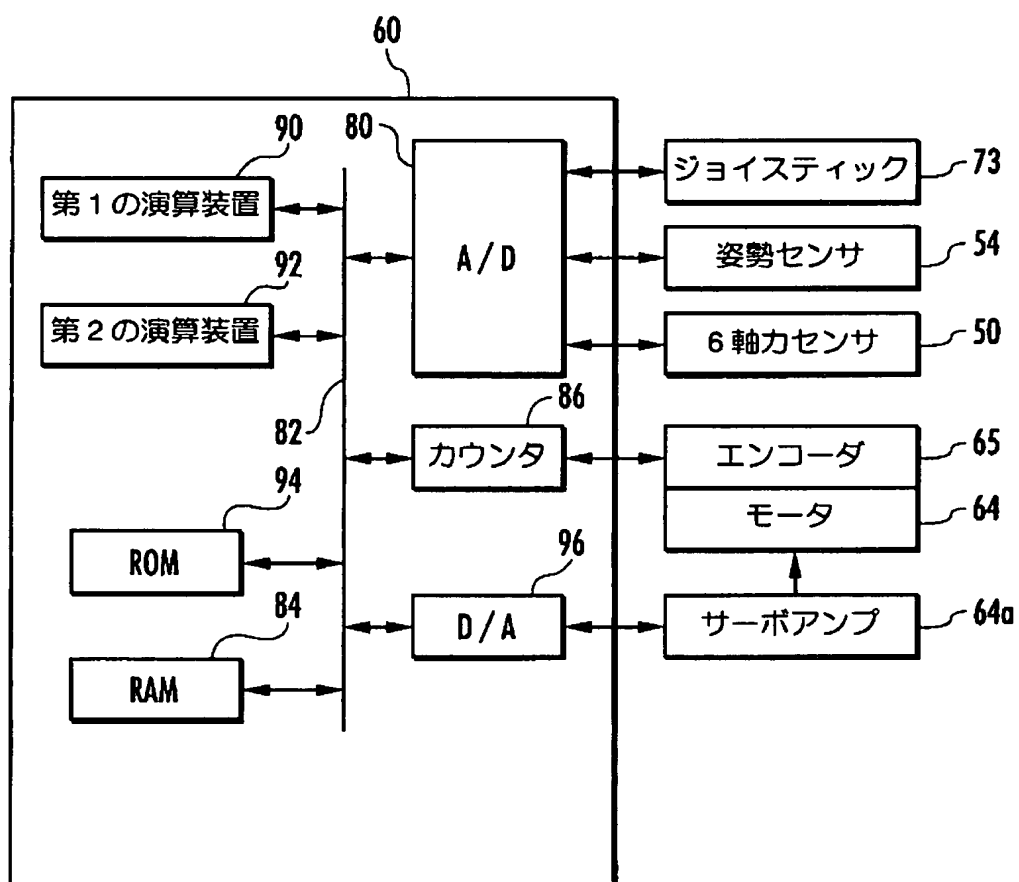 60
90
80
第1の演算装置
A/D
ジョイスティック
73
姿勢センサ
54
92
第2の演算装置
6軸力センサ
50
82
86
カウンタ
エンコーダ
65
モータ
64
94
ROM
96
D/A
サーボアンプ
64a
84
RAM